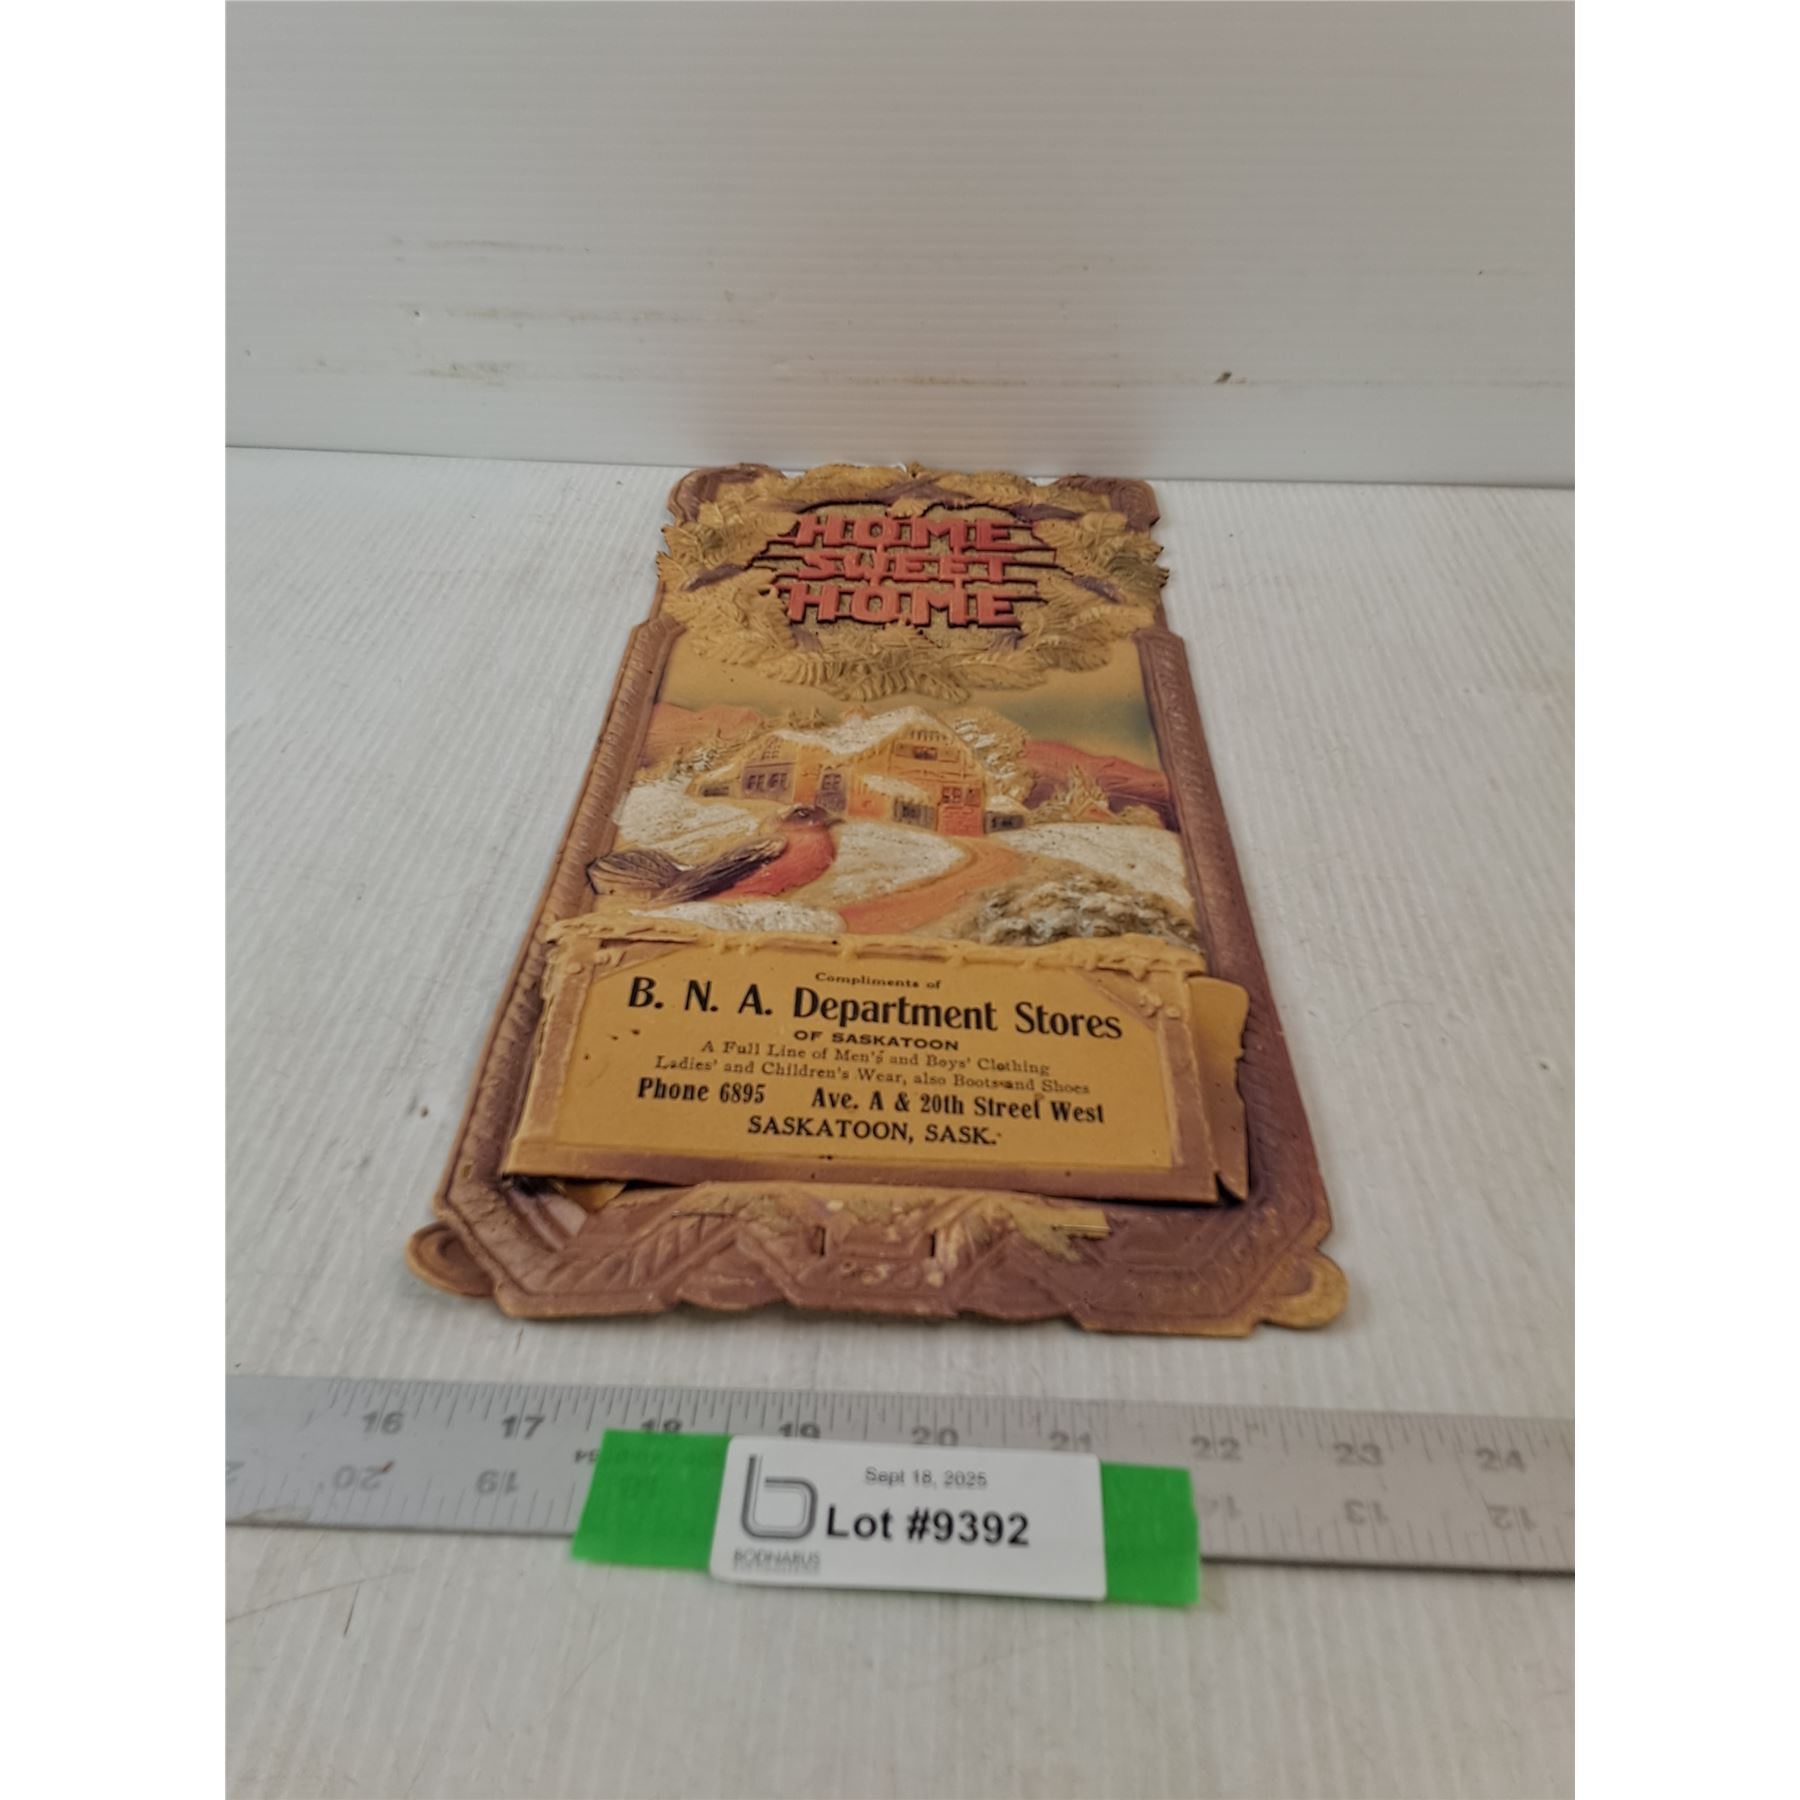 HOME
SWEET
HOME
Compliments of
B. N. A. Department Stores
OF SASKATOON
A Full Line of Men's and Boys' Clothing
Ladies' and Children's Wear, also Boots and Shoes
Phone 6895 Ave. A & 20th Street West
SASKATOON, SASK.
16 17 18 19 20 21 22 23 24
20 19 18 13 12
Sept 18, 2025
Lot #9392
BODNARUS